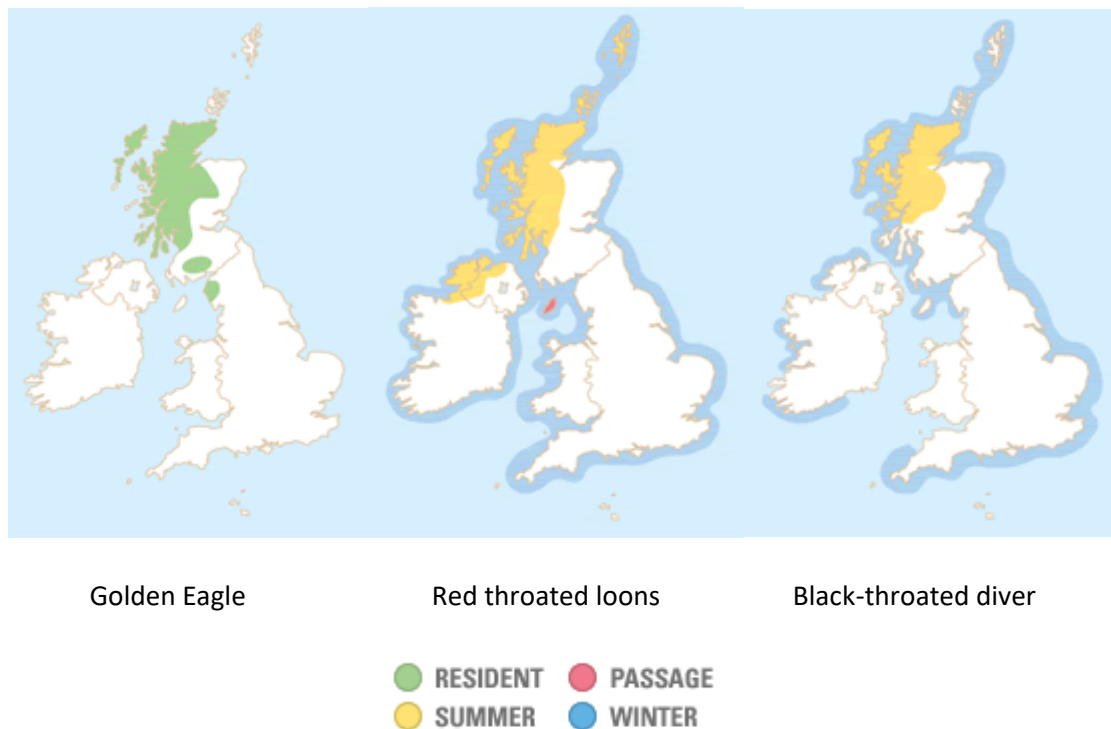 Golden Eagle Red throated loons Black-throated diver
RESIDENT PASSAGE
SUMMER WINTER